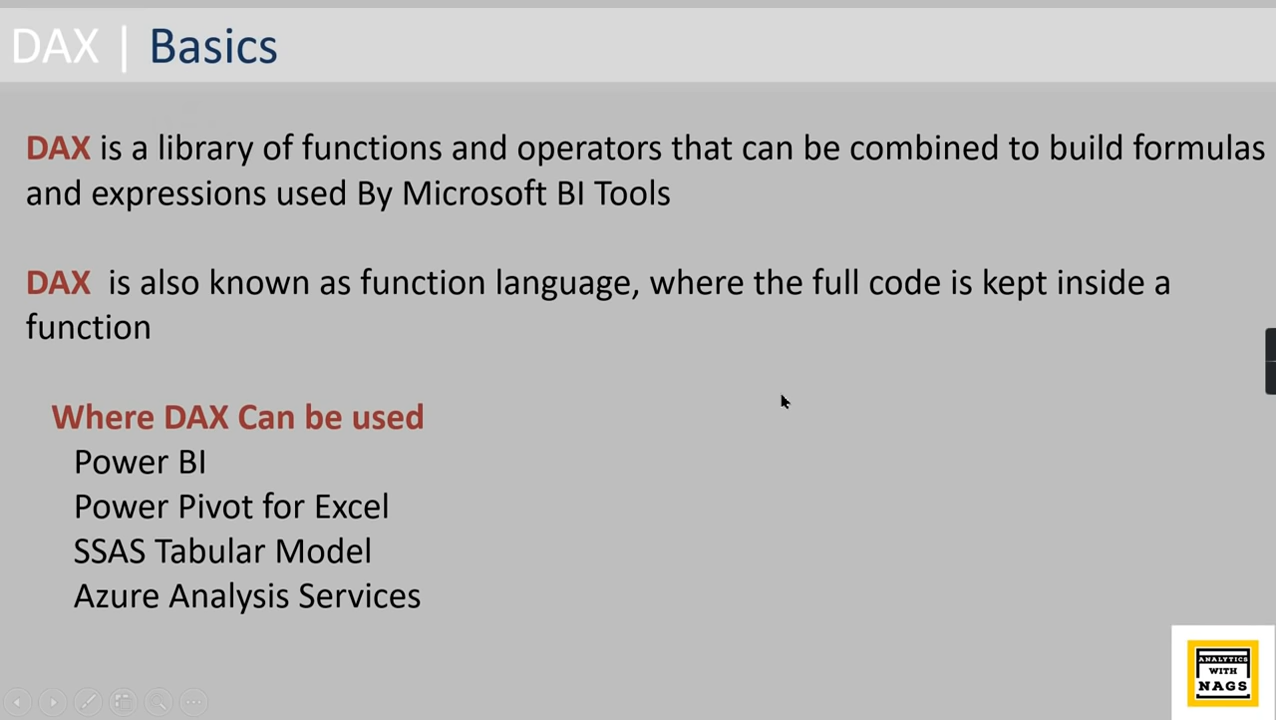 DAX | Basics
DAX is a library of functions and operators that can be combined to build formulas
and expressions used By Microsoft BI Tools
DAX is also known as function language, where the full code is kept inside a
function
Where DAX Can be used
Power BI
Power Pivot for Excel
SSAS Tabular Model
Azure Analysis Services
ANALYTICS
WITH
NAGS